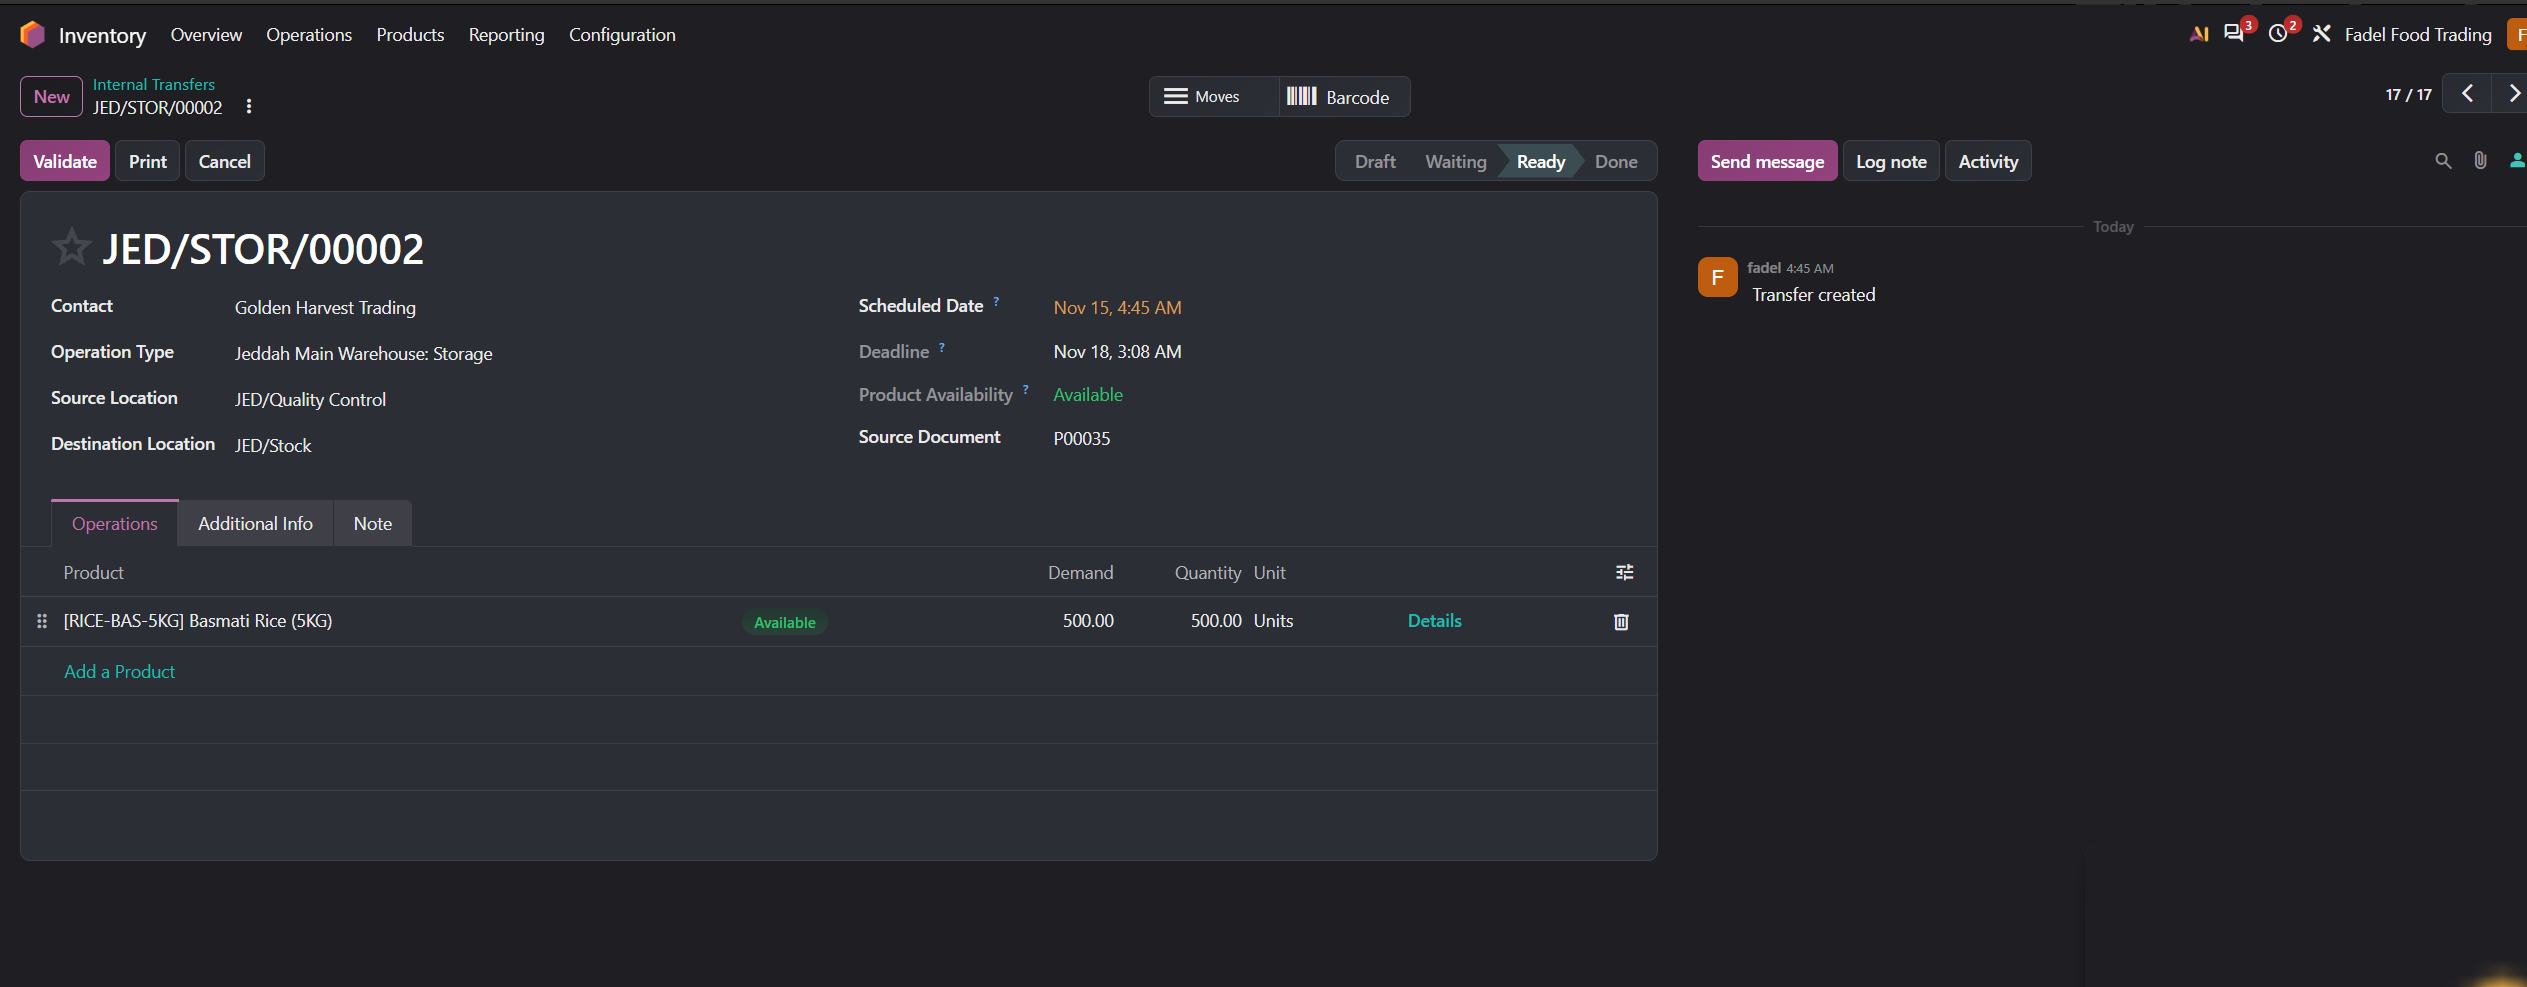 Inventory Overview Operations Products Reporting Configuration 3 2 Fadel Food Trading F
New Internal Transfers Moves Barcode 17 / 17
JED/STOR/00002
Validate Print Cancel Draft Waiting Ready Done Send message Log note Activity
JED/STOR/00002 Today
Contact Golden Harvest Trading Scheduled Date ? Nov 15, 4:45 AM F fadel 4:45 AM
Transfer created
Operation Type Jeddah Main Warehouse: Storage Deadline ? Nov 18, 3:08 AM
Source Location JED/Quality Control Product Availability ? Available
Destination Location JED/Stock Source Document P00035
Operations Additional Info Note
Product Demand Quantity Unit
[RICE-BAS-5KG] Basmati Rice (5KG) Available 500.00 500.00 Units Details
Add a Product